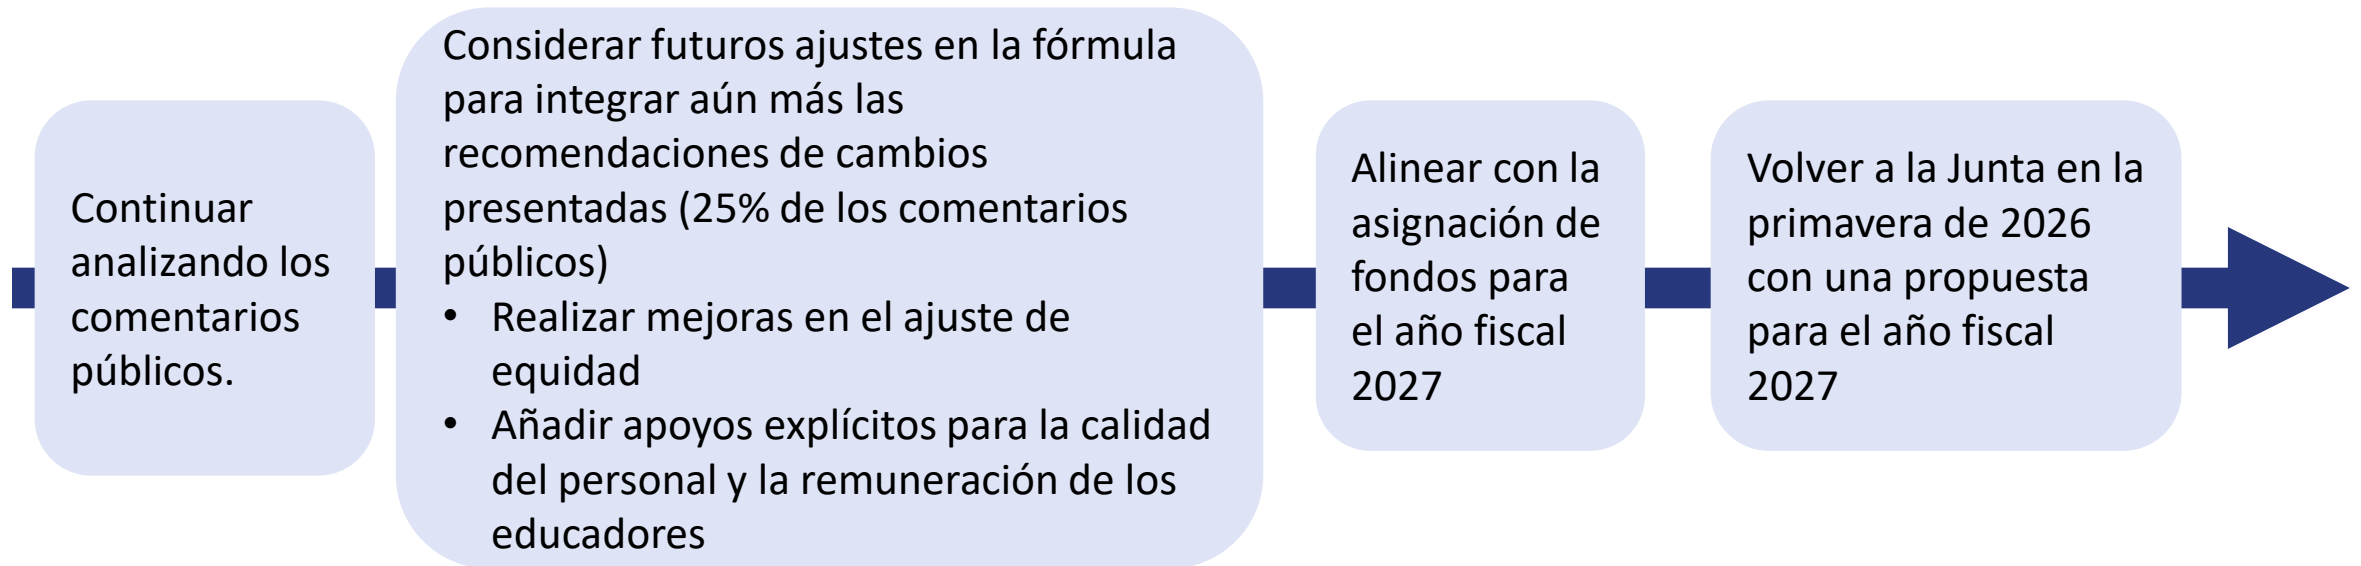 Continuar
analizando los
comentarios
públicos.
Considerar futuros ajustes en la fórmula
para integrar aún más las
recomendaciones de cambios
presentadas (25% de los comentarios
públicos)
• Realizar mejoras en el ajuste de
equidad
• Añadir apoyos explícitos para la calidad
del personal y la remuneración de los
educadores
Alinear con la
asignación de
fondos para
el año fiscal
2027
Volver a la Junta en la
primavera de 2026
con una propuesta
para el año fiscal
2027